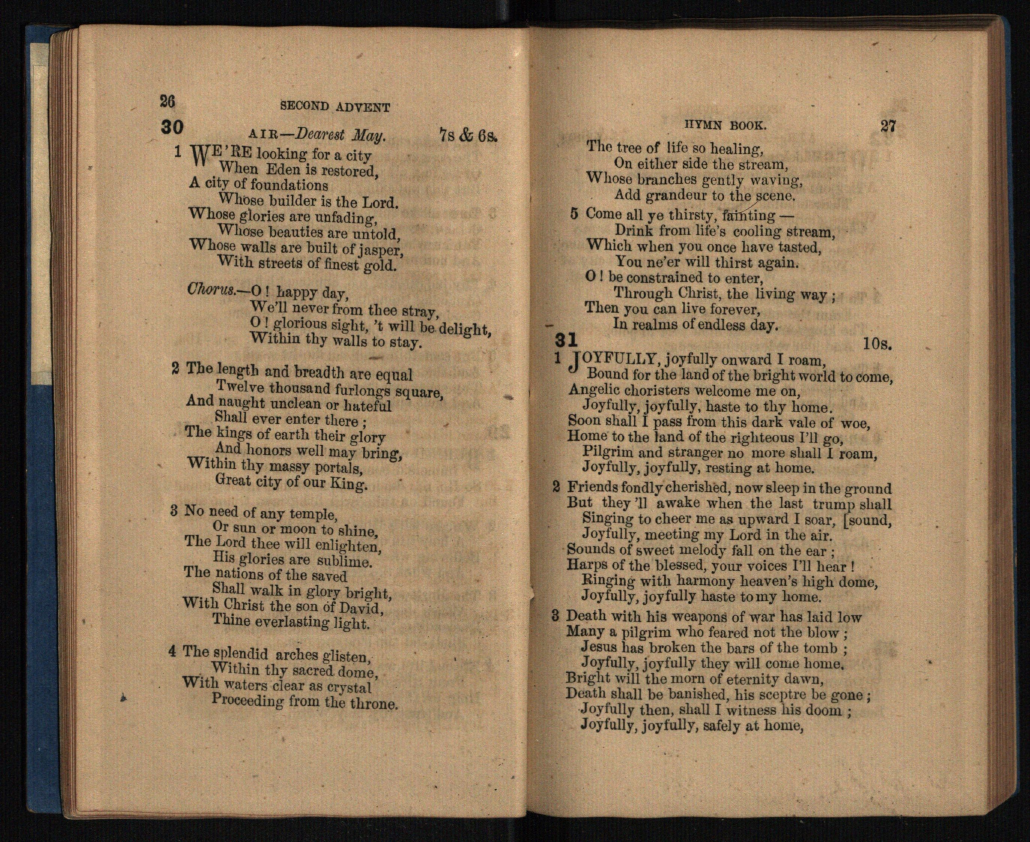 26
SECOND ADVENT
30
AIR—Dearest May. 7s & 6s.
1 WE'RE looking for a city
When Eden is restored,
A city of foundations
Whose builder is the Lord.
Whose glories are unfading,
Whose beauties are untold,
Whose walls are built of jasper,
With streets of finest gold.
Chorus.—O! happy day,
We'll never from thee stray,
O! glorious sight, 't will be delight,
Within thy walls to stay.
2 The length and breadth are equal
Twelve thousand furlongs square,
And naught unclean or hateful
Shall ever enter there;
The kings of earth their glory
And honors well may bring,
Within thy massy portals,
Great city of our King.
3 No need of any temple,
Or sun or moon to shine,
The Lord thee will enlighten,
His glories are sublime.
The nations of the saved
Shall walk in glory bright,
With Christ the son of David,
Thine everlasting light.
4 The splendid arches glisten,
Within thy sacred dome,
With waters clear as crystal
Proceeding from the throne.
HYMN BOOK. 27
The tree of life so healing,
On either side the stream,
Whose branches gently waving,
Add grandeur to the scene.
5 Come all ye thirsty, fainting —
Drink from life's cooling stream,
Which when you once have tasted,
You ne'er will thirst again.
O! be constrained to enter,
Through Christ, the living way;
Then you can live forever,
In realms of endless day.
31 10s.
1 JOYFULLY, joyfully onward I roam,
Bound for the land of the bright world to come,
Angelic choristers welcome me on,
Joyfully, joyfully, haste to thy home.
Soon shall I pass from this dark vale of woe,
Home to the land of the righteous I'll go,
Pilgrim and stranger no more shall I roam,
Joyfully, joyfully, resting at home.
2 Friends fondly cherished, now sleep in the ground
But they'll awake when the last trump shall
Singing to cheer me as upward I soar, [sound,
Joyfully, meeting my Lord in the air.
Sounds of sweet melody fall on the ear;
Harps of the blessed, your voices I'll hear!
Ringing with harmony heaven's high dome,
Joyfully, joyfully haste to my home.
3 Death with his weapons of war has laid low
Many a pilgrim who feared not the blow;
Jesus has broken the bars of the tomb;
Joyfully, joyfully they will come home.
Bright will the morn of eternity dawn,
Death shall be banished, his sceptre be gone;
Joyfully then, shall I witness his doom;
Joyfully, joyfully, safely at home,